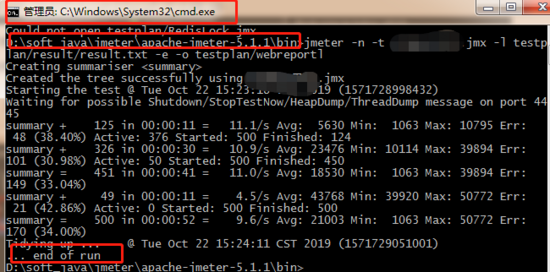 管理员: C:\Windows\System32\cmd.exe
Could not open testplan/RedisLock.jmx
D:\soft_java\jmeter\apache-jmeter-5.1.1\bin>jmeter -n -t .jmx -l testp
lan/result/result.txt -e -o testplan/webreportl
Creating summariser <summary>
Created the tree successfully using .jmx
Starting the test @ Tue Oct 22 15:23:18 CST 2019 (1571728998432)
Waiting for possible Shutdown/StopTestNow/HeapDump/ThreadDump message on port 44
45
summary + 125 in 00:00:11 = 11.1/s Avg: 5630 Min: 1063 Max: 10795 Err:
48 (38.40%) Active: 376 Started: 500 Finished: 124
summary + 326 in 00:00:30 = 10.9/s Avg: 23476 Min: 10114 Max: 39894 Err:
101 (30.98%) Active: 50 Started: 500 Finished: 450
summary = 451 in 00:00:41 = 11.0/s Avg: 18530 Min: 1063 Max: 39894 Err:
149 (33.04%)
summary + 49 in 00:00:11 = 4.5/s Avg: 43768 Min: 39920 Max: 50772 Err:
21 (42.86%) Active: 0 Started: 500 Finished: 500
summary = 500 in 00:00:52 = 9.6/s Avg: 21003 Min: 1063 Max: 50772 Err:
170 (34.00%)
Tidying up ... @ Tue Oct 22 15:24:11 CST 2019 (1571729051001)
... end of run
D:\soft_java\jmeter\apache-jmeter-5.1.1\bin>